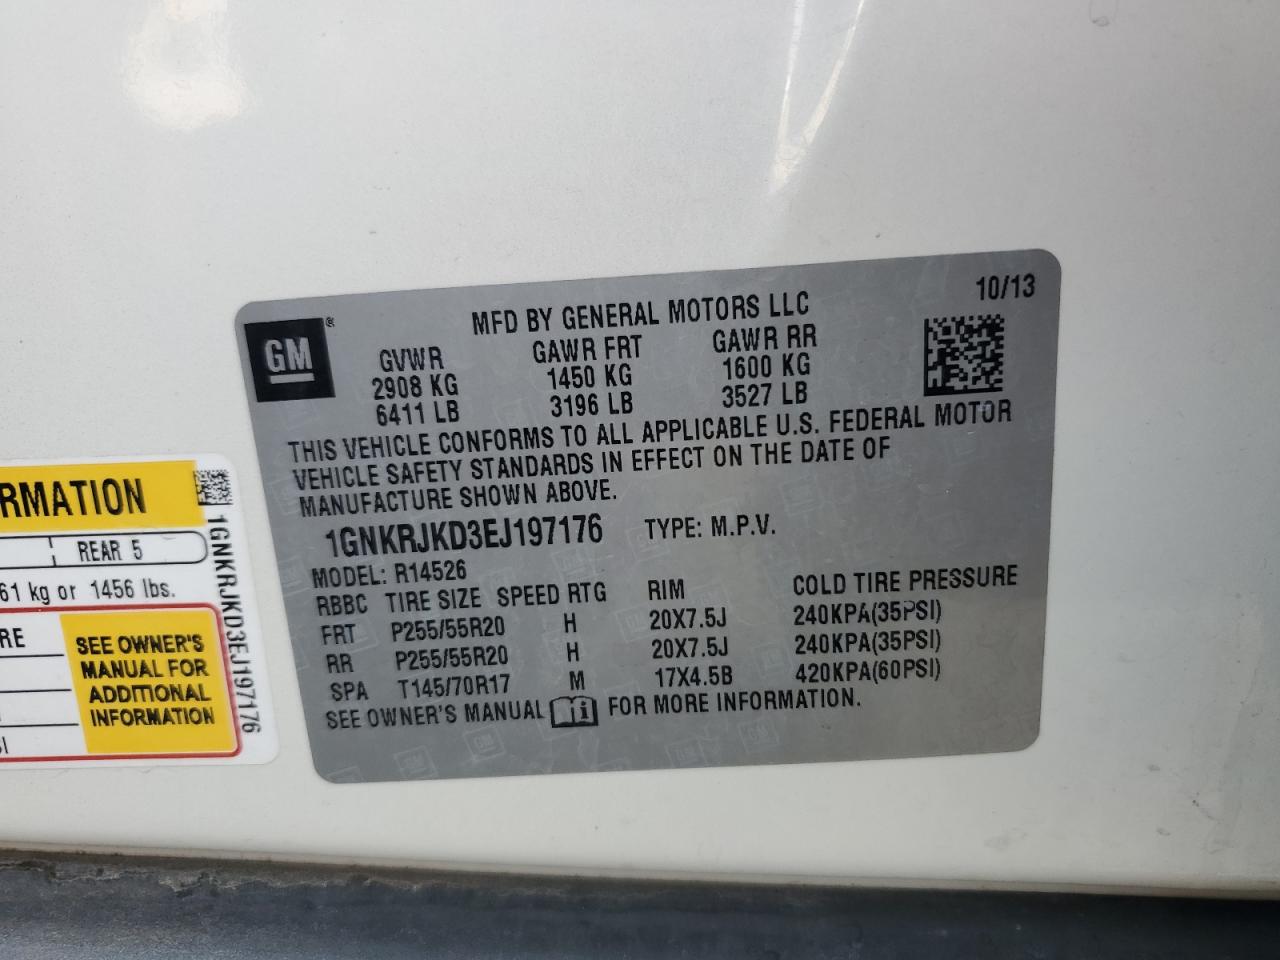 10/13
MFD BY GENERAL MOTORS LLC
GM®
GVWR GAWR FRT GAWR RR
2908 KG 1450 KG 1600 KG
6411 LB 3196 LB 3527 LB
THIS VEHICLE CONFORMS TO ALL APPLICABLE U.S. FEDERAL MOTOR
VEHICLE SAFETY STANDARDS IN EFFECT ON THE DATE OF
MANUFACTURE SHOWN ABOVE.
1GNKRJKD3EJ197176 TYPE: M.P.V.
MODEL: R14526
RBBC TIRE SIZE SPEED RTG RIM COLD TIRE PRESSURE
FRT P255/55R20 H 20X7.5J 240KPA(35PSI)
RR P255/55R20 H 20X7.5J 240KPA(35PSI)
SPA T145/70R17 M 17X4.5B 420KPA(60PSI)
SEE OWNER'S MANUAL i FOR MORE INFORMATION.
RMATION
REAR 5
61 kg or 1456 lbs.
RE
SEE OWNER'S
MANUAL FOR
ADDITIONAL
INFORMATION
1GNKRJKD3EJ197176